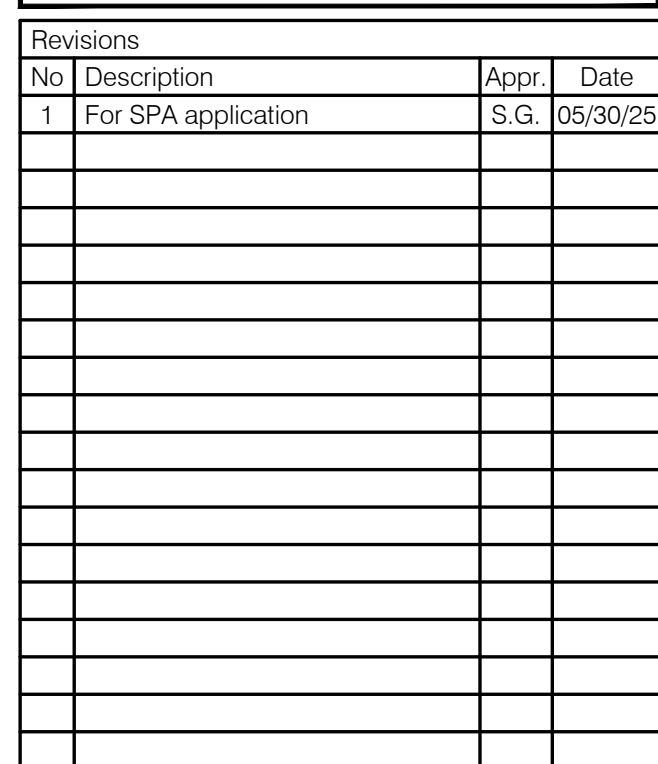 Revisions
No Description Appr. Date
1 For SPA application S.G. 05/30/25